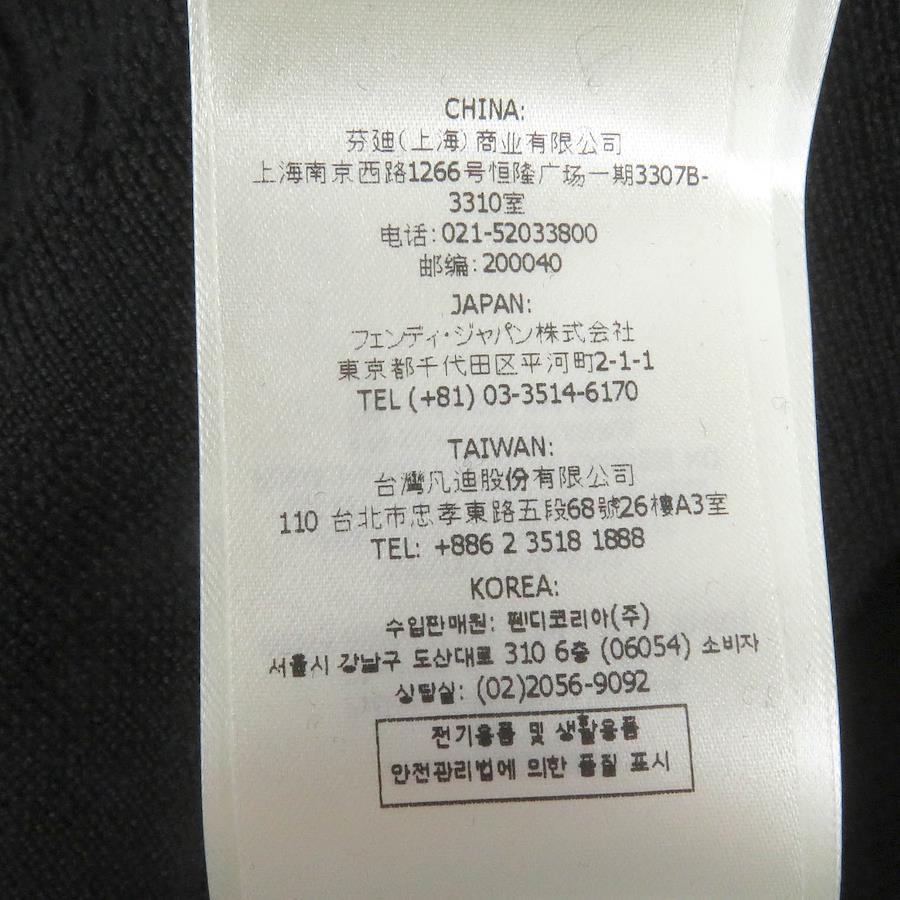 CHINA:
芬迪(上海)商业有限公司
上海南京西路1266号恒隆广场一期3307B-
3310室
电话:021-52033800
邮编:200040
JAPAN:
フェンディ・ジャパン株式会社
東京都千代田区平河町2-1-1
TEL (+81) 03-3514-6170
TAIWAN:
台灣凡迪股份有限公司
110 台北市忠孝東路五段68號26樓A3室
TEL: +886 2 3518 1888
KOREA:
수입판매원: 펜디코리아(주)
서울시 강남구 도산대로 310 6층 (06054) 소비자
상담실: (02)2056-9092
전기용품 및 생활용품
안전관리법에 의한 품질 표시